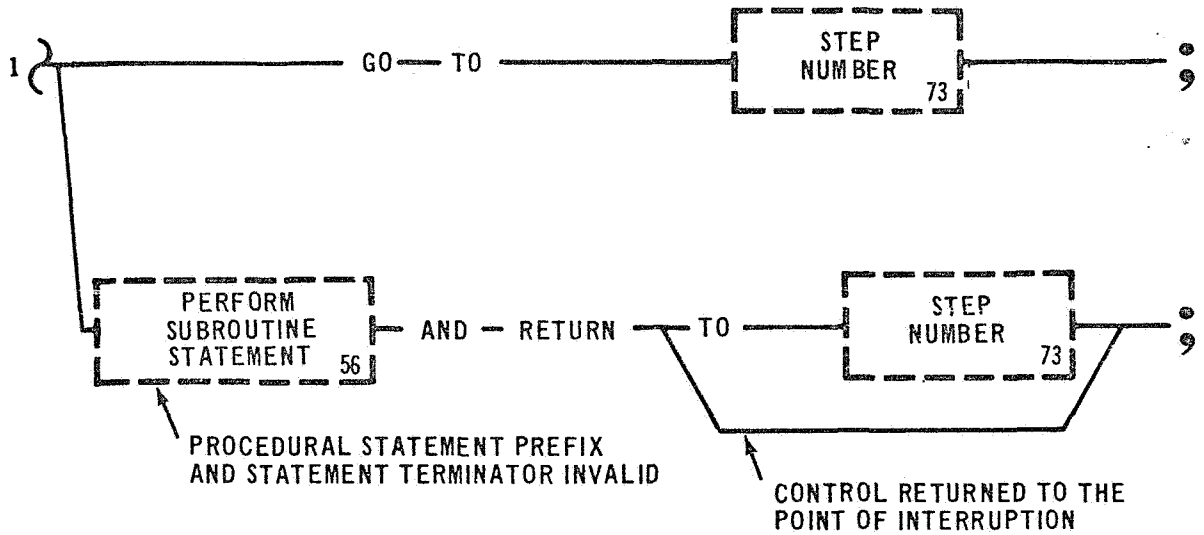 1 GO TO STEP NUMBER 73 ;
PERFORM SUBROUTINE STATEMENT 56 AND RETURN TO STEP NUMBER 73 ;
PROCEDURAL STATEMENT PREFIX
AND STATEMENT TERMINATOR INVALID
CONTROL RETURNED TO THE
POINT OF INTERRUPTION